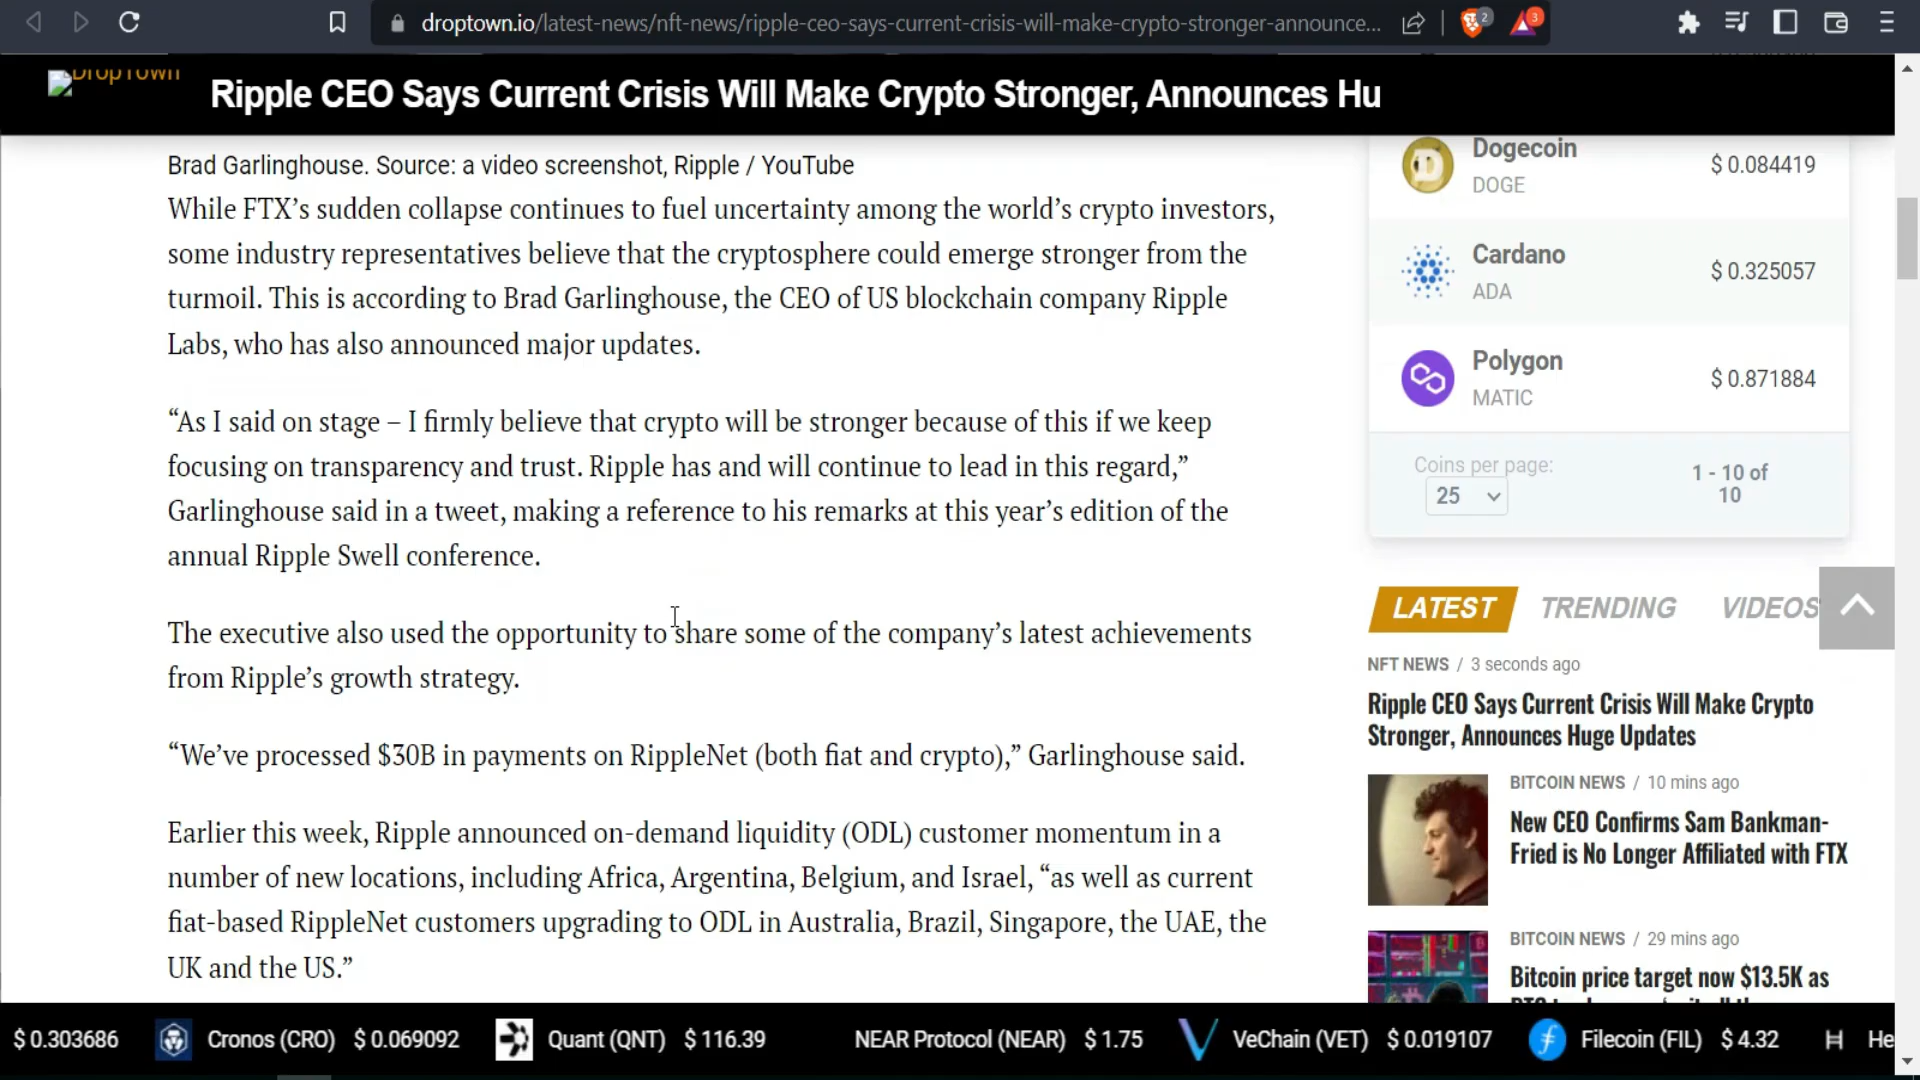 droptown.io/latest-news/nft-news/ripple-ceo-says-current-crisis-will-make-crypto-stronger-announce...
2
3
DropTown
Ripple CEO Says Current Crisis Will Make Crypto Stronger, Announces Hu
Brad Garlinghouse. Source: a video screenshot, Ripple / YouTube
While FTX’s sudden collapse continues to fuel uncertainty among the world’s crypto investors,
some industry representatives believe that the cryptosphere could emerge stronger from the
turmoil. This is according to Brad Garlinghouse, the CEO of US blockchain company Ripple
Labs, who has also announced major updates.
“As I said on stage – I firmly believe that crypto will be stronger because of this if we keep
focusing on transparency and trust. Ripple has and will continue to lead in this regard,”
Garlinghouse said in a tweet, making a reference to his remarks at this year’s edition of the
annual Ripple Swell conference.
The executive also used the opportunity to share some of the company’s latest achievements
from Ripple’s growth strategy.
“We’ve processed $30B in payments on RippleNet (both fiat and crypto),” Garlinghouse said.
Earlier this week, Ripple announced on-demand liquidity (ODL) customer momentum in a
number of new locations, including Africa, Argentina, Belgium, and Israel, “as well as current
fiat-based RippleNet customers upgrading to ODL in Australia, Brazil, Singapore, the UAE, the
UK and the US.”
Dogecoin
DOGE
$ 0.084419
Cardano
ADA
$ 0.325057
Polygon
MATIC
$ 0.871884
Coins per page:
25
1 - 10 of
10
LATEST TRENDING VIDEOS
NFT NEWS / 3 seconds ago
Ripple CEO Says Current Crisis Will Make Crypto
Stronger, Announces Huge Updates
BITCOIN NEWS / 10 mins ago
New CEO Confirms Sam Bankman-
Fried is No Longer Affiliated with FTX
BITCOIN NEWS / 29 mins ago
Bitcoin price target now $13.5K as
$ 0.303686 Cronos (CRO) $ 0.069092 Quant (QNT) $ 116.39 NEAR Protocol (NEAR) $ 1.75 VeChain (VET) $ 0.019107 Filecoin (FIL) $ 4.32 He